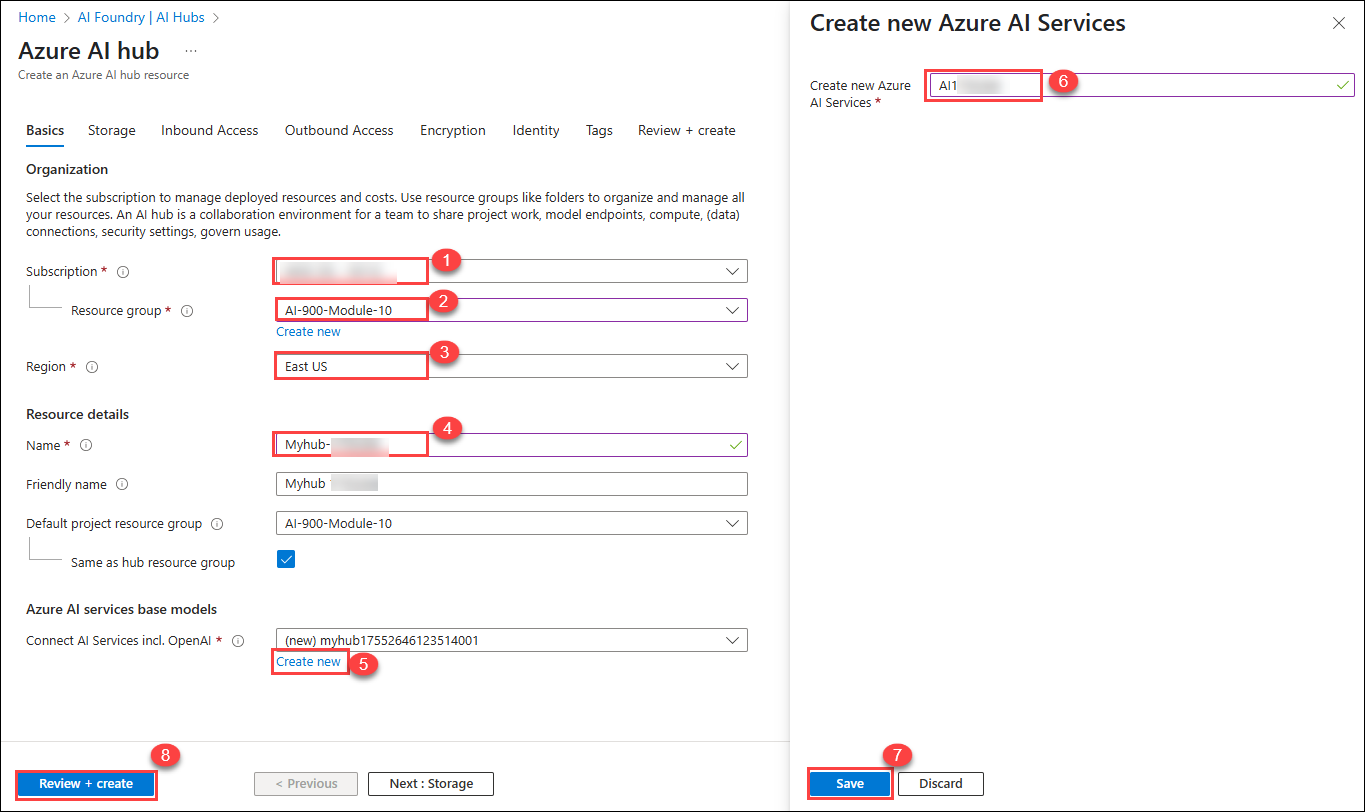 Home > AI Foundry | AI Hubs >
Azure AI hub ...
Create an Azure AI hub resource
Basics Storage Inbound Access Outbound Access Encryption Identity Tags Review + create
Organization
Select the subscription to manage deployed resources and costs. Use resource groups like folders to organize and manage all
your resources. An AI hub is a collaboration environment for a team to share project work, model endpoints, compute, (data)
connections, security settings, govern usage.
Subscription * 1
Resource group * AI-900-Module-10 2
Create new
Region * East US 3
Resource details
Name * Myhub- 4
Friendly name Myhub
Default project resource group AI-900-Module-10
Same as hub resource group
Azure AI services base models
Connect AI Services incl. OpenAI * (new) myhub17552646123514001
Create new 5
8
Review + create < Previous Next : Storage
Create new Azure AI Services
Create new Azure AI1 6
AI Services *
7
Save Discard